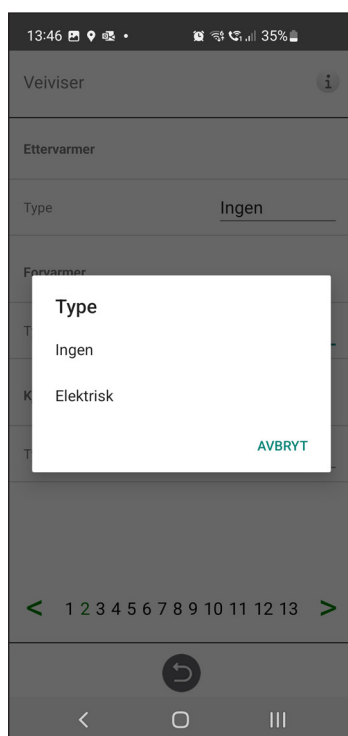 13:46 35%
Veiviser i
Ettervarmer
Type Ingen
Forvarmer
Type
Ingen
T
Elektrisk
K
AVBRYT
T
< 1 2 3 4 5 6 7 8 9 10 11 12 13 >